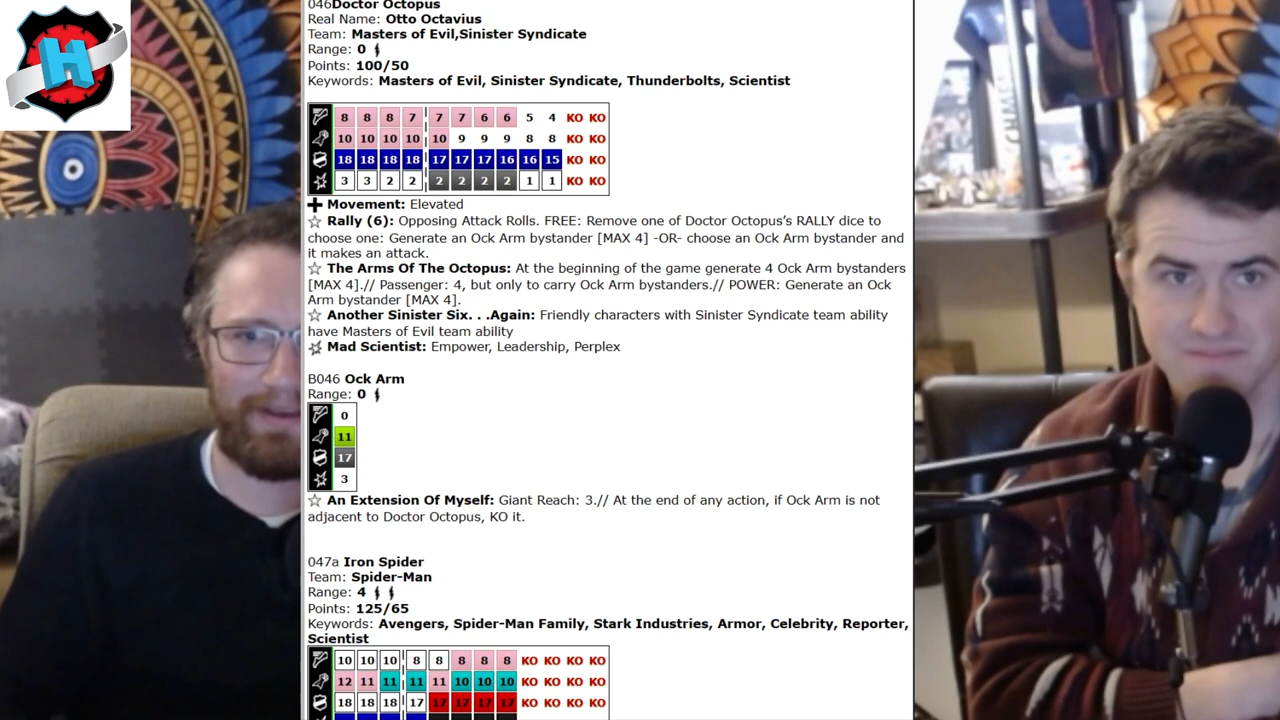 H
046Doctor Octopus
Real Name: Otto Octavius
Team: Masters of Evil,Sinister Syndicate
Range: 0
Points: 100/50
Keywords: Masters of Evil, Sinister Syndicate, Thunderbolts, Scientist
8 8 8 7 7 7 6 6 5 4 KO KO
10 10 10 10 10 9 9 9 8 8 KO KO
18 18 18 18 17 17 17 16 16 15 KO KO
3 3 2 2 2 2 2 2 1 1 KO KO
Movement: Elevated
Rally (6): Opposing Attack Rolls. FREE: Remove one of Doctor Octopus’s RALLY dice to
choose one: Generate an Ock Arm bystander [MAX 4] -OR- choose an Ock Arm bystander and
it makes an attack.
The Arms Of The Octopus: At the beginning of the game generate 4 Ock Arm bystanders
[MAX 4].// Passenger: 4, but only to carry Ock Arm bystanders.// POWER: Generate an Ock
Arm bystander [MAX 4].
Another Sinister Six. . .Again: Friendly characters with Sinister Syndicate team ability
have Masters of Evil team ability
Mad Scientist: Empower, Leadership, Perplex
B046 Ock Arm
Range: 0
0
11
17
3
An Extension Of Myself: Giant Reach: 3.// At the end of any action, if Ock Arm is not
adjacent to Doctor Octopus, KO it.
047a Iron Spider
Team: Spider-Man
Range: 4
Points: 125/65
Keywords: Avengers, Spider-Man Family, Stark Industries, Armor, Celebrity, Reporter,
Scientist
10 10 10 8 8 8 8 8 KO KO KO KO
12 11 11 11 11 10 10 10 KO KO KO KO
18 18 18 17 17 17 17 17 KO KO KO KO